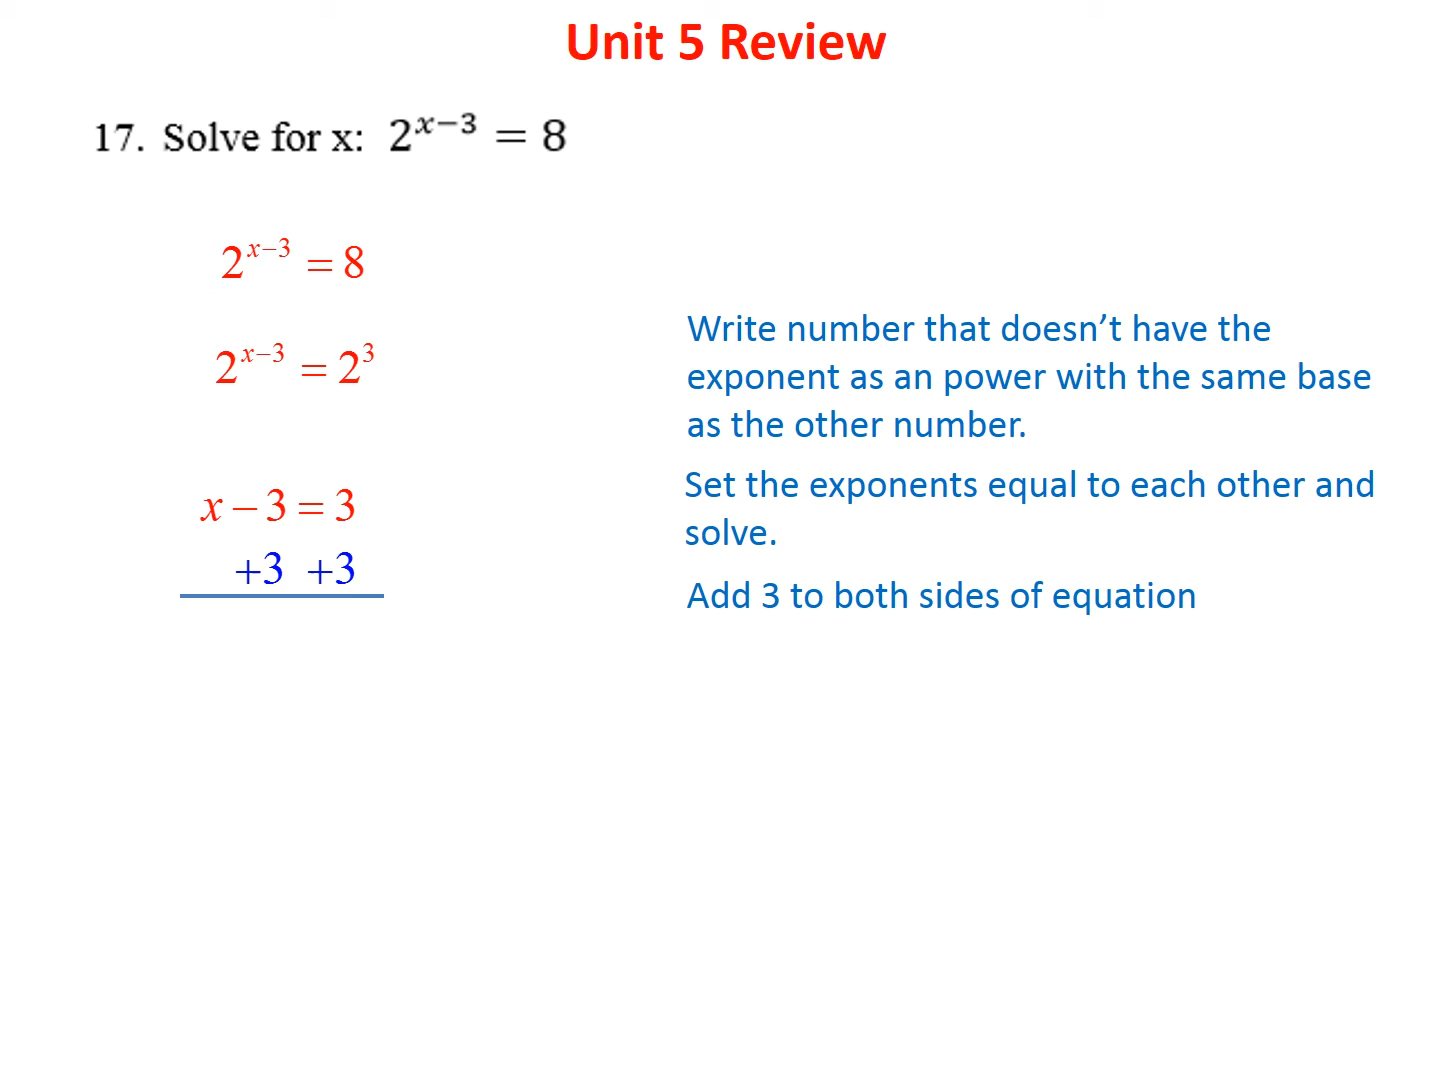 Unit 5 Review
17. Solve for x: 2^{x−3} = 8
2^{x−3} = 8
2^{x−3} = 2^3
Write number that doesn’t have the
exponent as an power with the same base
as the other number.
x − 3 = 3
Set the exponents equal to each other and
solve.
+3 +3
Add 3 to both sides of equation